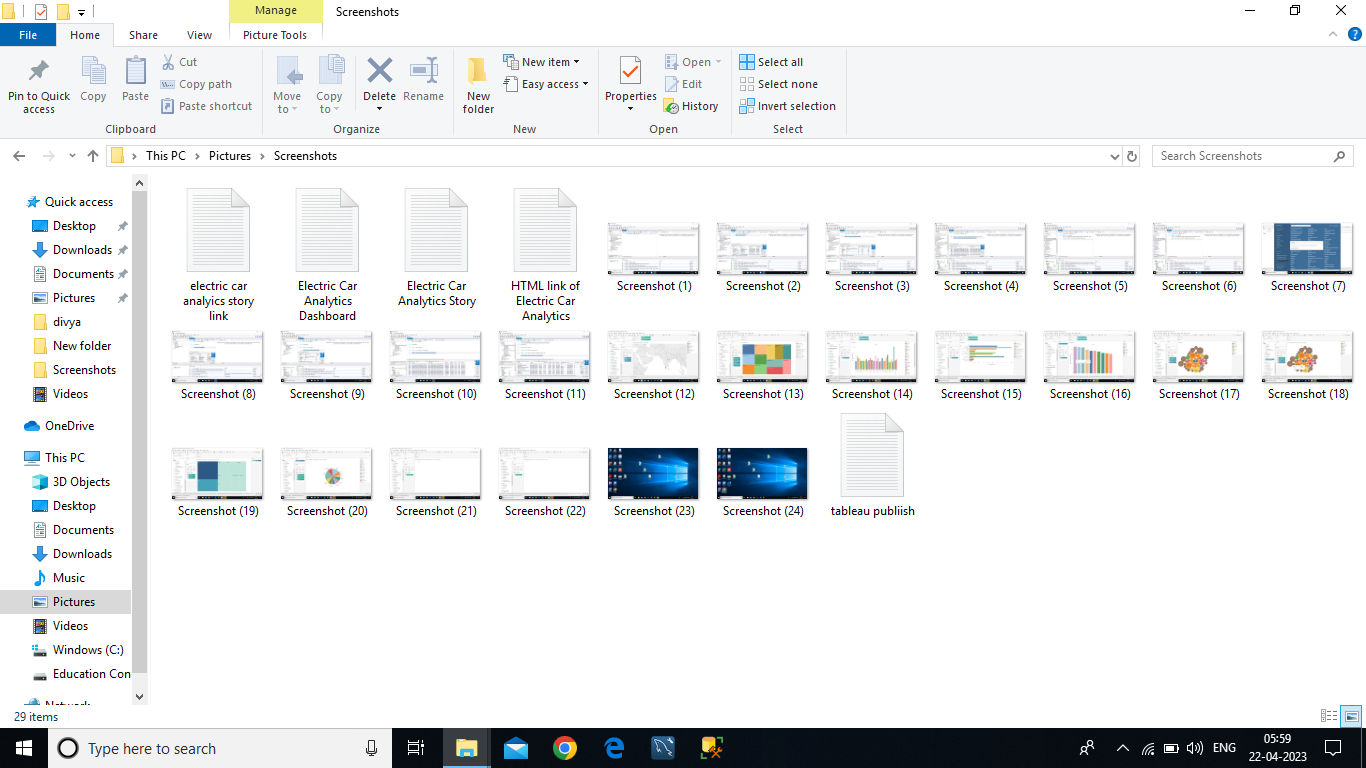 Manage
Screenshots
File
Home
Share
View
Picture Tools
Pin to Quick access
Copy
Paste
Cut
Copy path
Paste shortcut
Clipboard
Move to
Copy to
Delete
Rename
Organize
New folder
New item
Easy access
New
Properties
Open
Edit
History
Open
Select all
Select none
Invert selection
Select
This PC > Pictures > Screenshots
Search Screenshots
Quick access
Desktop
Downloads
Documents
Pictures
divya
New folder
Screenshots
Videos
OneDrive
This PC
3D Objects
Desktop
Documents
Downloads
Music
Pictures
Videos
Windows (C:)
Education Con
Network
electric car
analyics story
link
Electric Car
Analytics
Dashboard
Electric Car
Analytics Story
HTML link of
Electric Car
Analytics
Screenshot (1)
Screenshot (2)
Screenshot (3)
Screenshot (4)
Screenshot (5)
Screenshot (6)
Screenshot (7)
Screenshot (8)
Screenshot (9)
Screenshot (10)
Screenshot (11)
Screenshot (12)
Screenshot (13)
Screenshot (14)
Screenshot (15)
Screenshot (16)
Screenshot (17)
Screenshot (18)
Screenshot (19)
Screenshot (20)
Screenshot (21)
Screenshot (22)
Screenshot (23)
Screenshot (24)
tableau publiish
29 items
Type here to search
ENG
05:59
22-04-2023